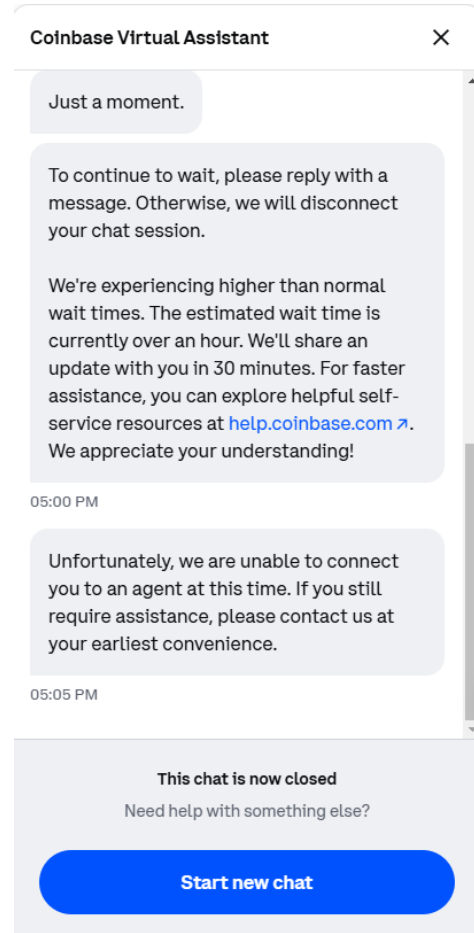 Coinbase Virtual Assistant
Just a moment.
To continue to wait, please reply with a
message. Otherwise, we will disconnect
your chat session.
We're experiencing higher than normal
wait times. The estimated wait time is
currently over an hour. We'll share an
update with you in 30 minutes. For faster
assistance, you can explore helpful self-
service resources at help.coinbase.com↗.
We appreciate your understanding!
05:00 PM
Unfortunately, we are unable to connect
you to an agent at this time. If you still
require assistance, please contact us at
your earliest convenience.
05:05 PM
This chat is now closed
Need help with something else?
Start new chat